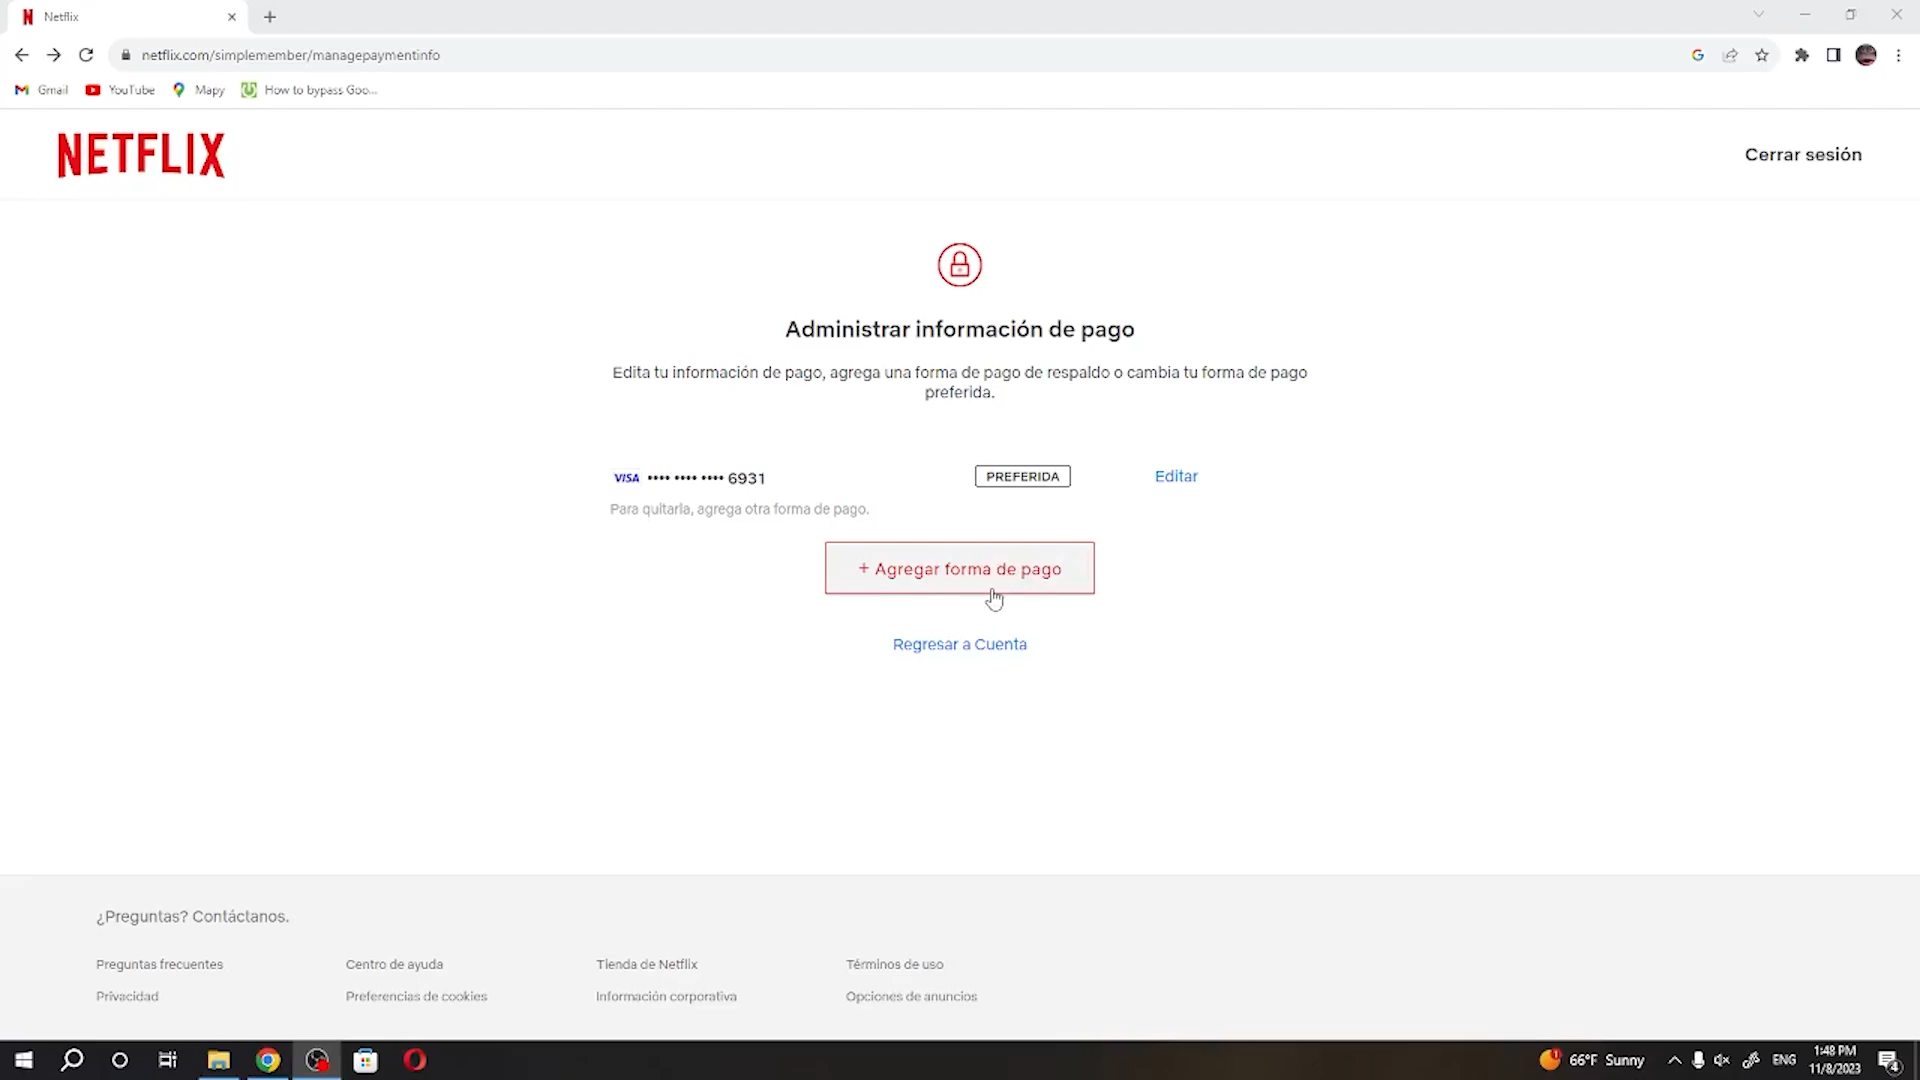 Netflix
netflix.com/simplemember/managepaymentinfo
Gmail YouTube Mapy How to bypass Goo...
NETFLIX
Cerrar sesión
Administrar información de pago
Edita tu información de pago, agrega una forma de pago de respaldo o cambia tu forma de pago
preferida.
VISA •••• •••• •••• 6931 PREFERIDA Editar
Para quitarla, agrega otra forma de pago.
+ Agregar forma de pago
Regresar a Cuenta
¿Preguntas? Contáctanos.
Preguntas frecuentes Centro de ayuda Tienda de Netflix Términos de uso
Privacidad Preferencias de cookies Información corporativa Opciones de anuncios
66°F Sunny ENG 1:48 PM
11/8/2023
4